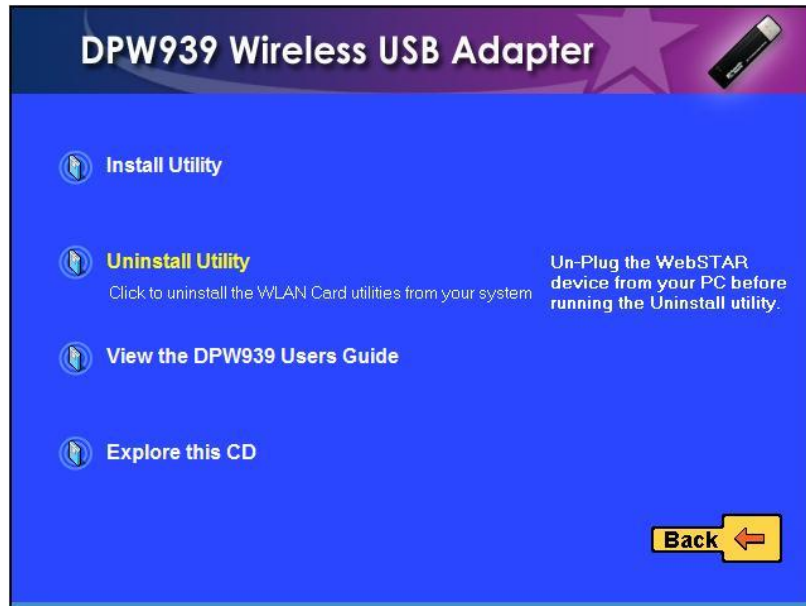 DPW939 Wireless USB Adapter
Install Utility
Uninstall Utility
Click to uninstall the WLAN Card utilities from your system
Un-Plug the WebSTAR
device from your PC before
running the Uninstall utility.
View the DPW939 Users Guide
Explore this CD
Back